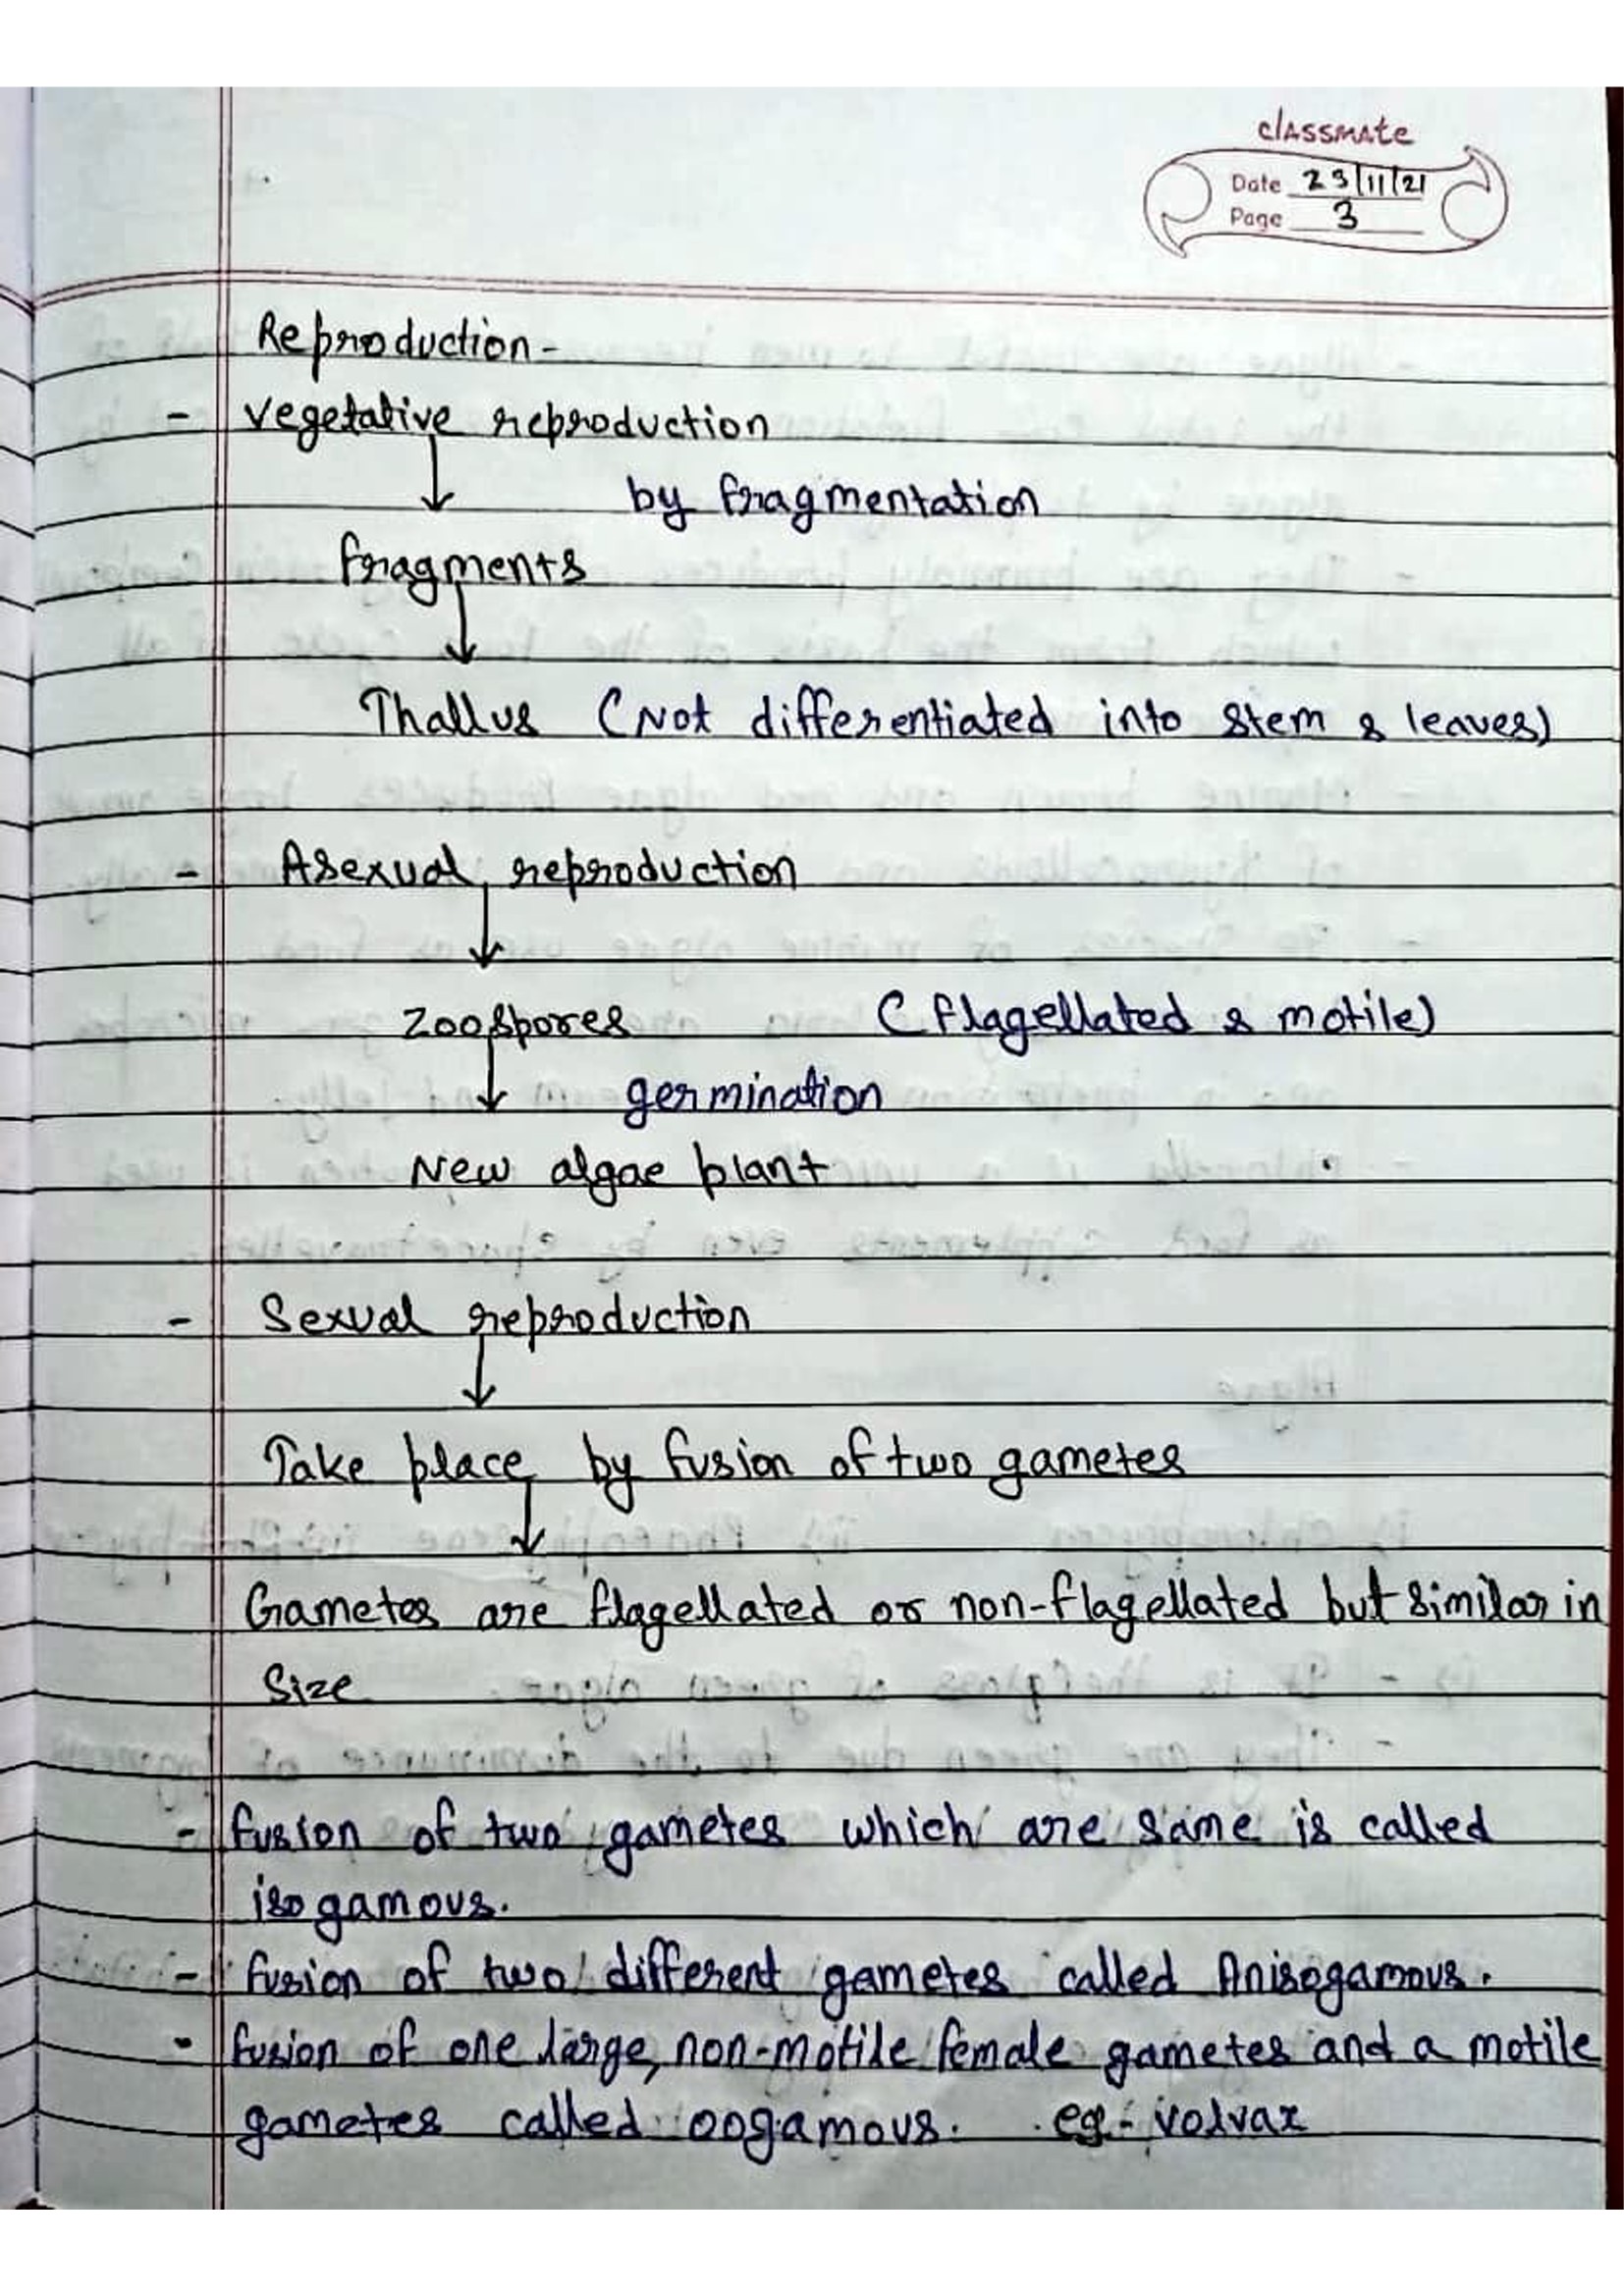 classmate
Date 23/11/21
Page 3
Reproduction-
- Vegetative reproduction
↓ by fragmentation
fragments
↓
Thallus (Not differentiated into stem & leaves)
- Asexual reproduction
↓
Zoospores (flagellated & motile)
↓ germination
New algae plant
- Sexual reproduction
↓
Take place by fusion of two gametes
↓
Gametes are flagellated or non-flagellated but similar in
Size
- fusion of two gametes which are same is called
isogamous.
- fusion of two different gametes called Anisogamous.
- fusion of one large, non-motile female gametes and a motile
gametes called oogamous. eg:- volvax